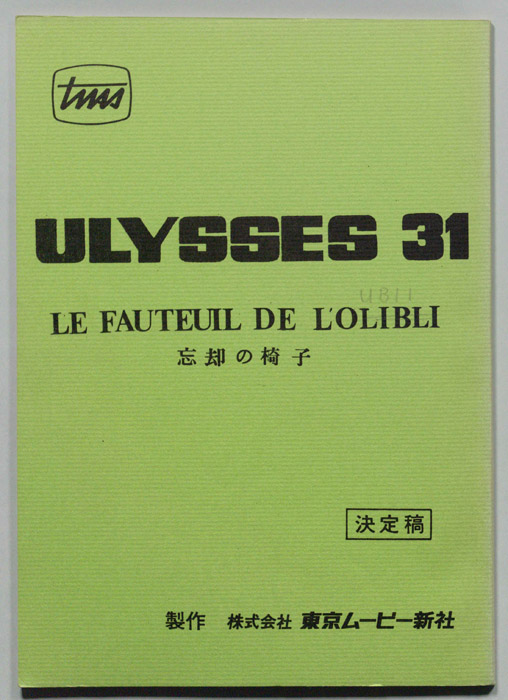 tms
ULYSSES 31
U811
LE FAUTEUIL DE L'OLIBLI
忘却の椅子
決定稿
製作 株式会社 東京ムービー新社